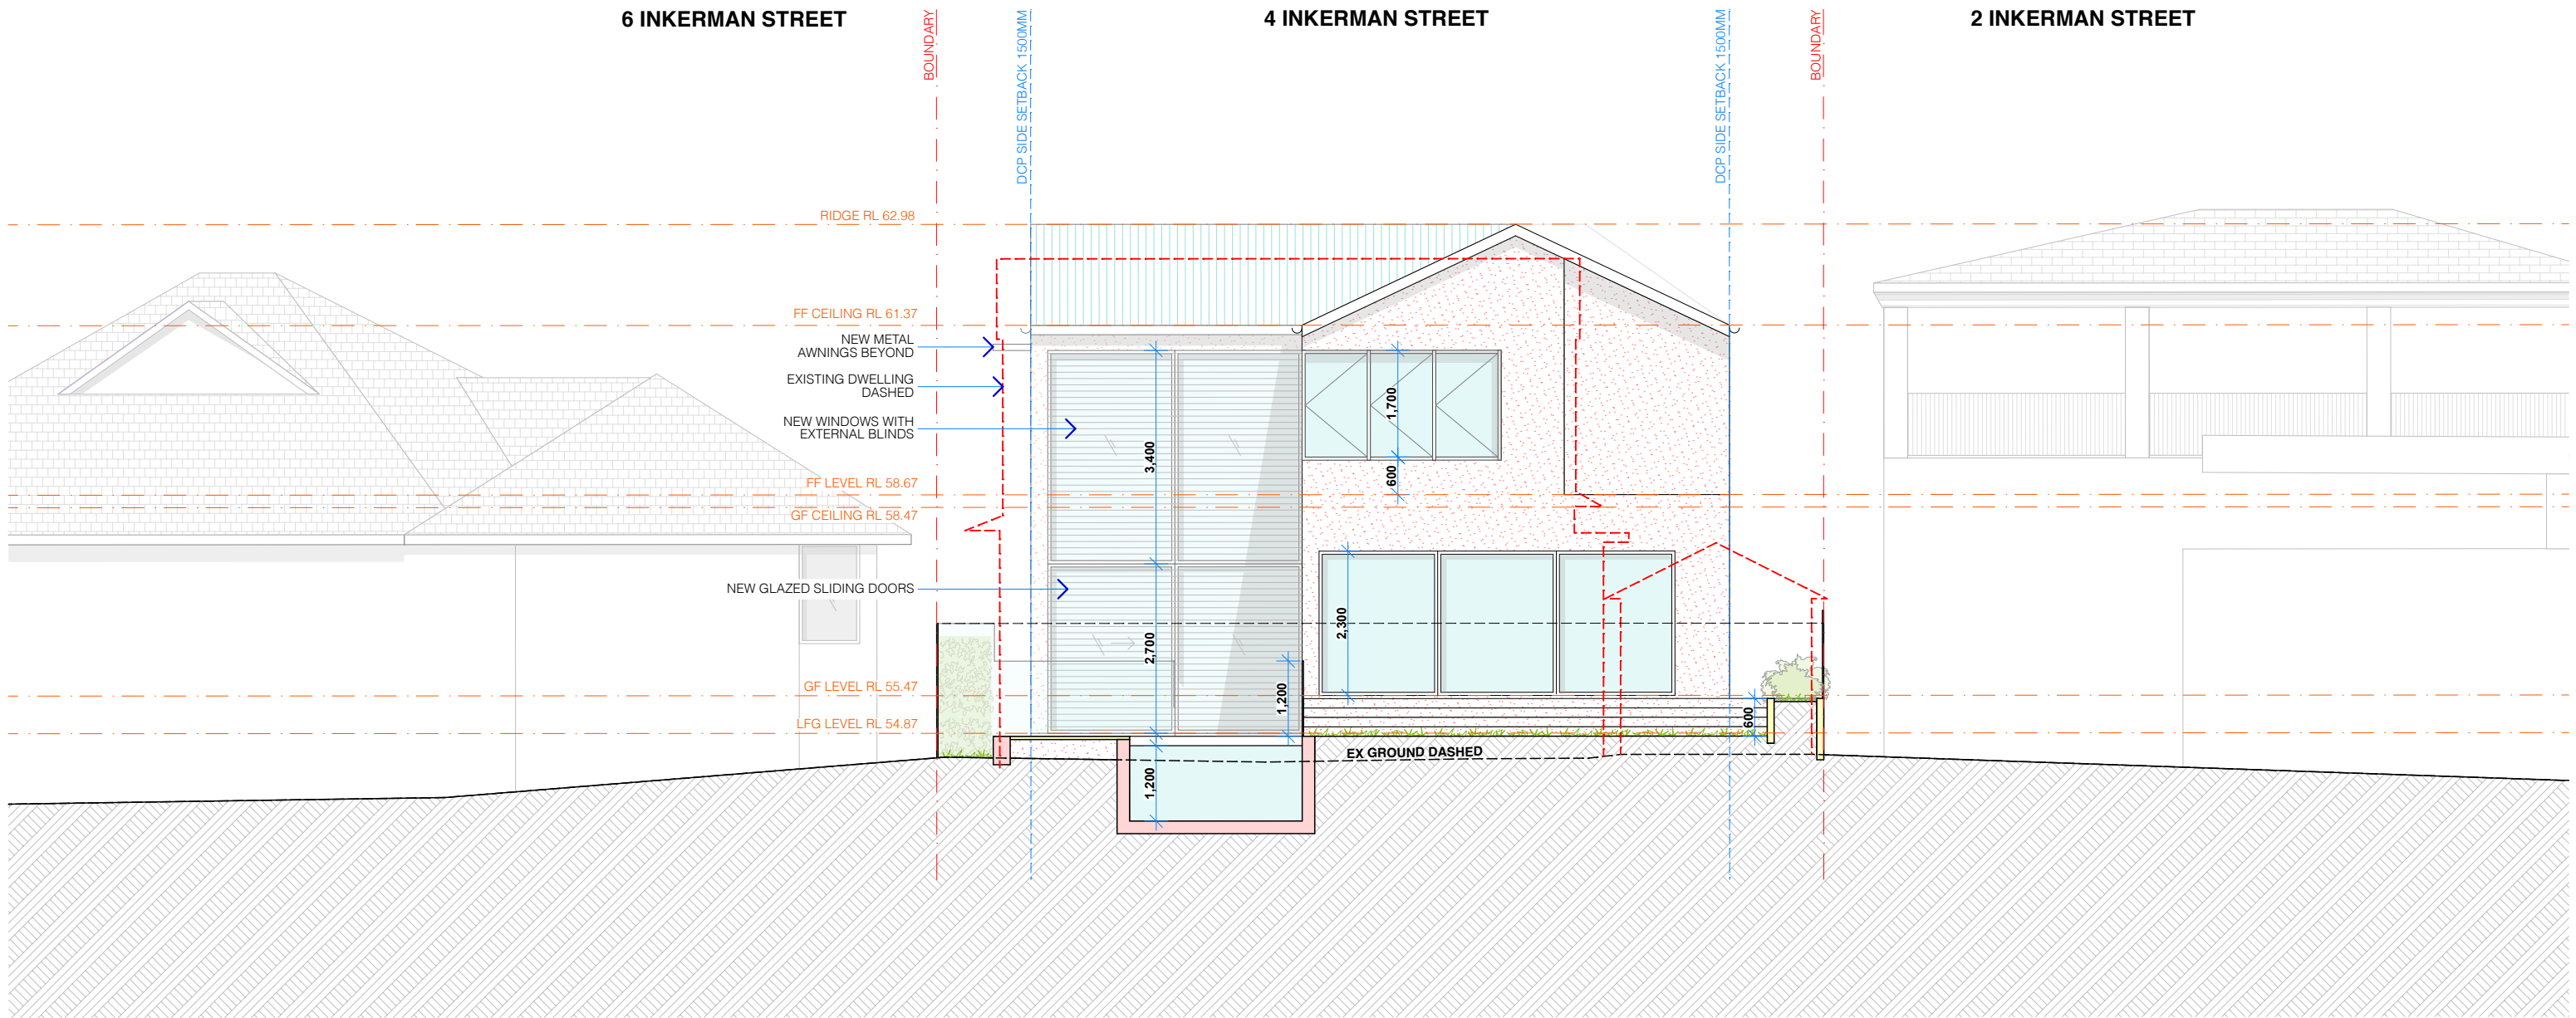 6 INKERMAN STREET
4 INKERMAN STREET
2 INKERMAN STREET
BOUNDARY
DCP SIDE SETBACK 1500MM
DCP SIDE SETBACK 1500MM
BOUNDARY
RIDGE RL 62.98
FF CEILING RL 61.37
NEW METAL
AWNINGS BEYOND
EXISTING DWELLING
DASHED
NEW WINDOWS WITH
EXTERNAL BLINDS
1,700
3,400
600
FF LEVEL RL 58.67
GF CEILING RL 58.47
NEW GLAZED SLIDING DOORS
2,300
2,700
GF LEVEL RL 55.47
1,200
LFG LEVEL RL 54.87
600
EX GROUND DASHED
1,200